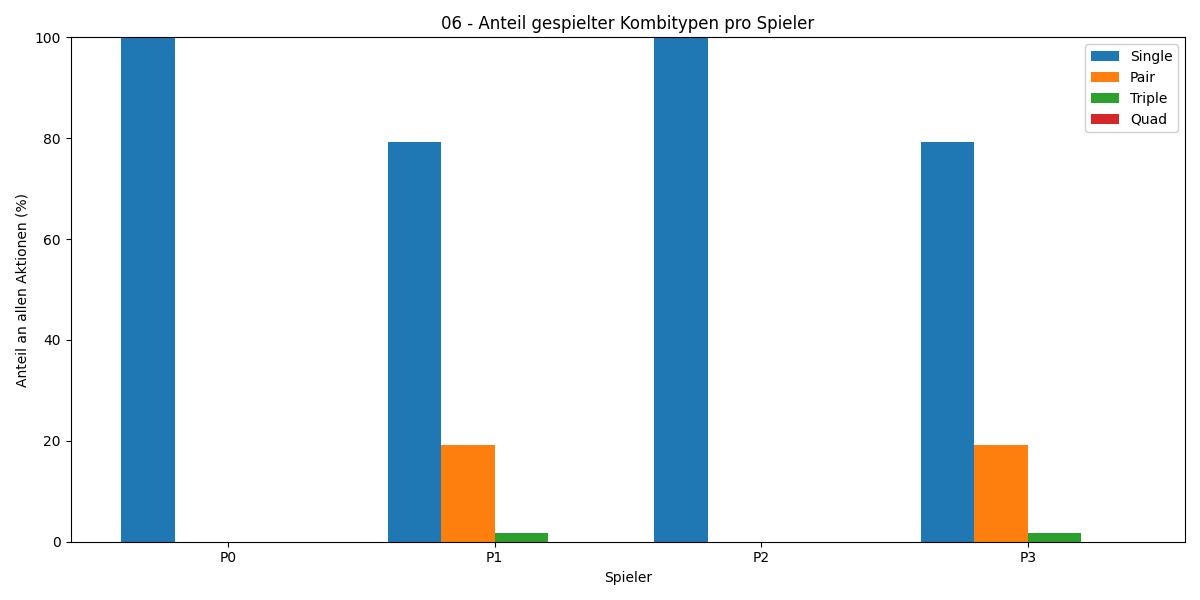 06 - Anteil gespielter Kombitypen pro Spieler
Anteil an allen Aktionen (%)
100
80
60
40
20
0
Single
Pair
Triple
Quad
P0
P1
P2
P3
Spieler